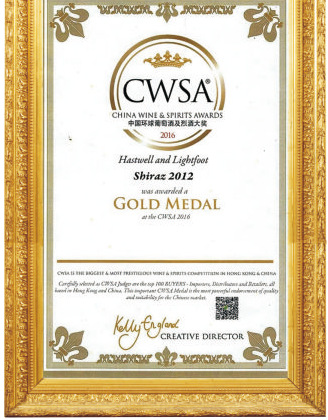 CWSA®
CHINA WINE & SPIRITS AWARDS
中国环球葡萄酒及烈酒大奖
2016
Hastwell and Lightfoot
Shiraz 2012
was awarded a
GOLD MEDAL
at the CWSA 2016
CWSA IS THE BIGGEST & MOST PRESTIGIOUS WINE & SPIRITS COMPETITION IN HONG KONG & CHINA
Carefully selected as CWSA Judges are the top 100 BUYERS - Importers, Distributors and Retailers, all
based in Hong Kong and China. This important CWSA Medal is the most powerful endorsement of quality
and suitability for the Chinese market.
Kelly England
CREATIVE DIRECTOR